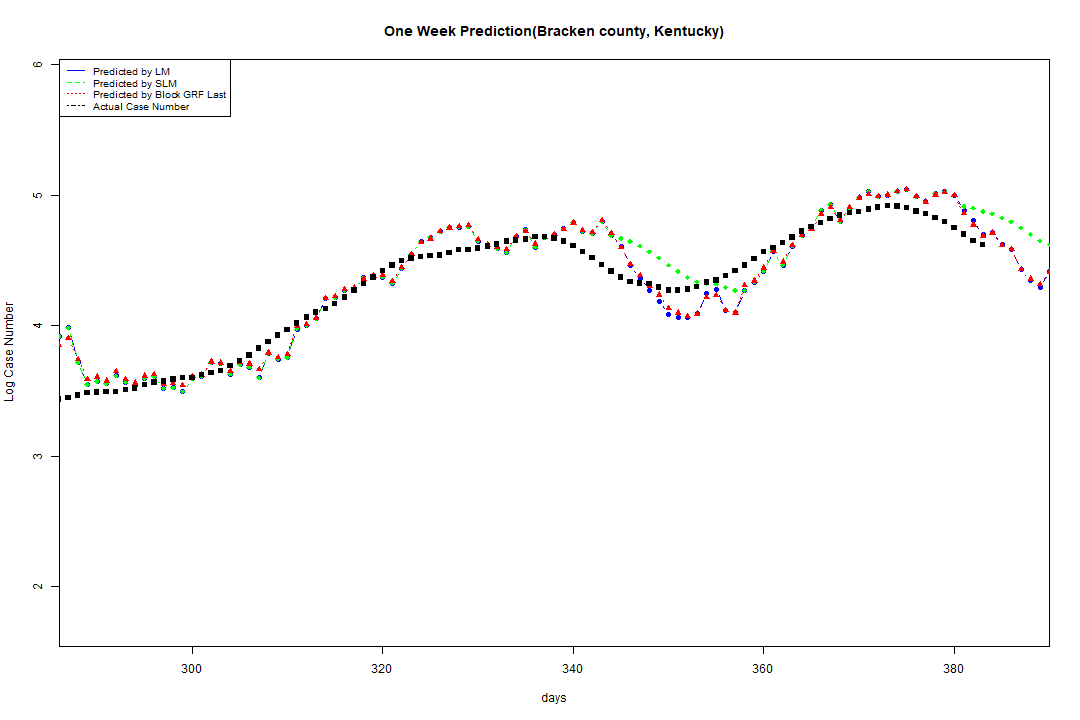 One Week Prediction(Bracken county, Kentucky)
Predicted by LM
Predicted by SLM
Predicted by Block GRF Last
Actual Case Number
Log Case Number
6
5
4
3
2
300 320 340 360 380
days